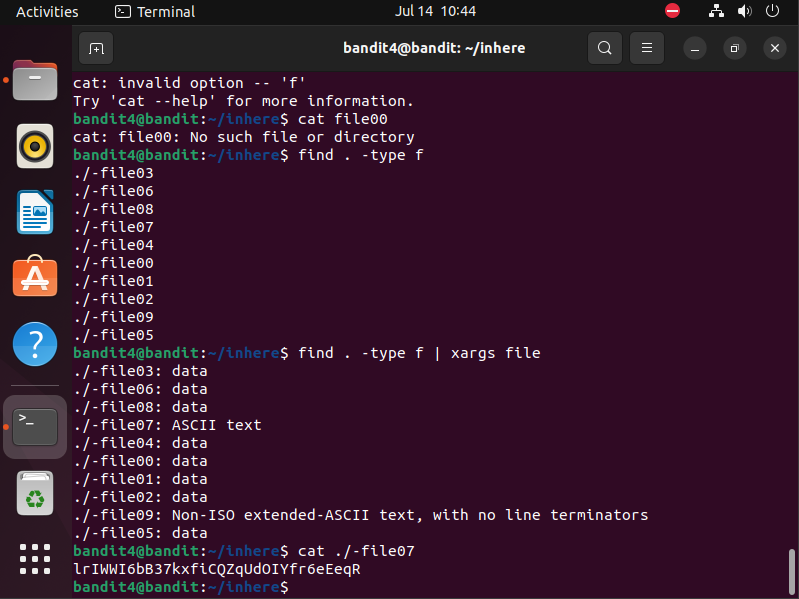 Activities
Terminal
Jul 14 10:44
bandit4@bandit: ~/inhere
cat: invalid option -- 'f'
Try 'cat --help' for more information.
bandit4@bandit:~/inhere$ cat file00
cat: file00: No such file or directory
bandit4@bandit:~/inhere$ find . -type f
./-file03
./-file06
./-file08
./-file07
./-file04
./-file00
./-file01
./-file02
./-file09
./-file05
bandit4@bandit:~/inhere$ find . -type f | xargs file
./-file03: data
./-file06: data
./-file08: data
./-file07: ASCII text
./-file04: data
./-file00: data
./-file01: data
./-file02: data
./-file09: Non-ISO extended-ASCII text, with no line terminators
./-file05: data
bandit4@bandit:~/inhere$ cat ./-file07
lrIWWI6bB37kxfiCQZqUdOIYfr6eEeqR
bandit4@bandit:~/inhere$